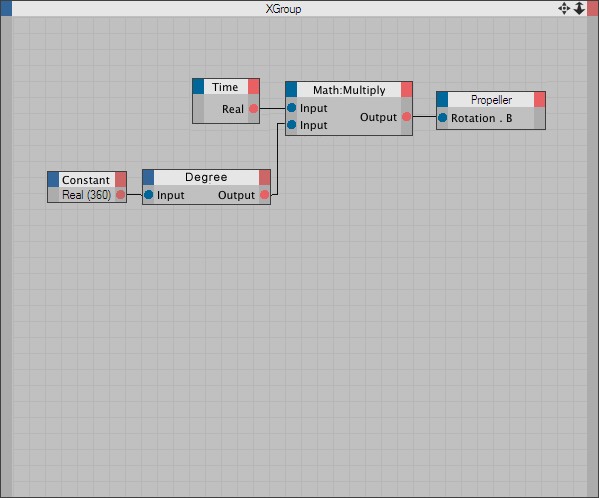 XGroup
Time
Real
Math:Multiply
Input
Input
Output
Propeller
Rotation . B
Constant
Real (360)
Degree
Input
Output